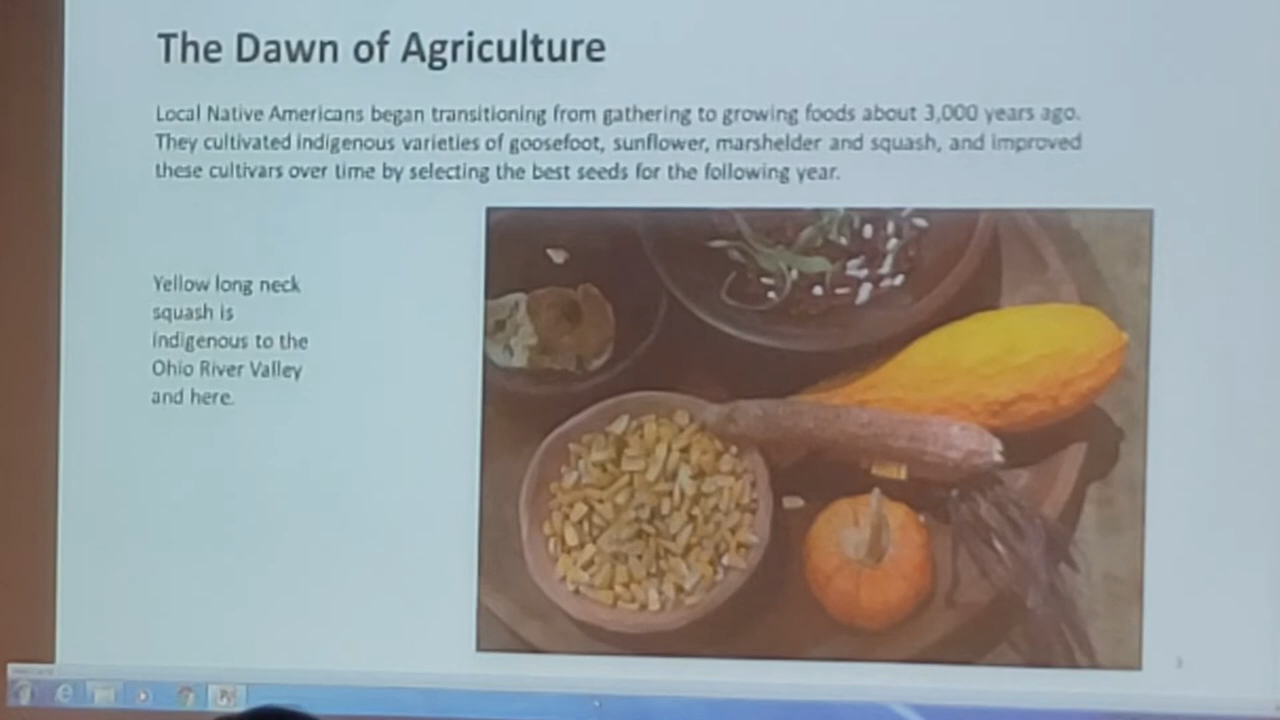 The Dawn of Agriculture
Local Native Americans began transitioning from gathering to growing foods about 3,000 years ago.
They cultivated indigenous varieties of goosefoot, sunflower, marshelder and squash, and improved
these cultivars over time by selecting the best seeds for the following year.
Yellow long neck
squash is
indigenous to the
Ohio River Valley
and here.
3